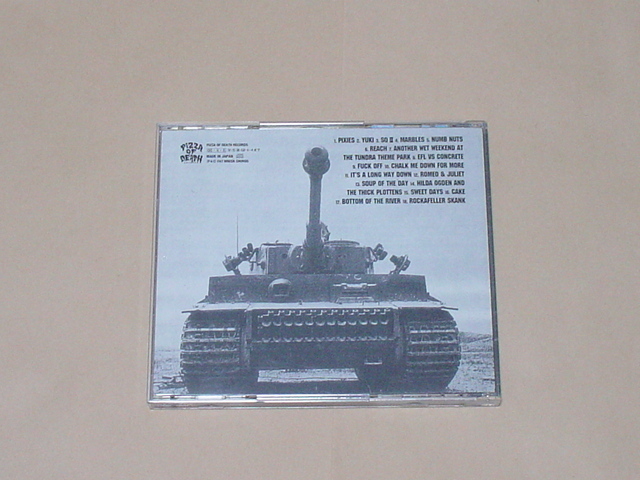 PIZZA OF DEATH
PIZZA OF DEATH RECORDS
MADE IN JAPAN
1. PIXIES 2. YUKI 3. SO II 4. MARBLES 5. NUMB NUTS
6. REACH 7. ANOTHER WET WEEKEND AT
THE TUNDRA THEME PARK 8. EFL VS CONCRETE
9. FUCK OFF 10. CHALK ME DOWN FOR MORE
11. IT'S A LONG WAY DOWN 12. ROMEO & JULIET
13. SOUP OF THE DAY 14. HILDA OGDEN AND
THE THICK PLOTTENS 15. SWEET DAYS 16. CAKE
17. BOTTOM OF THE RIVER 18. ROCKAFELLER SKANK